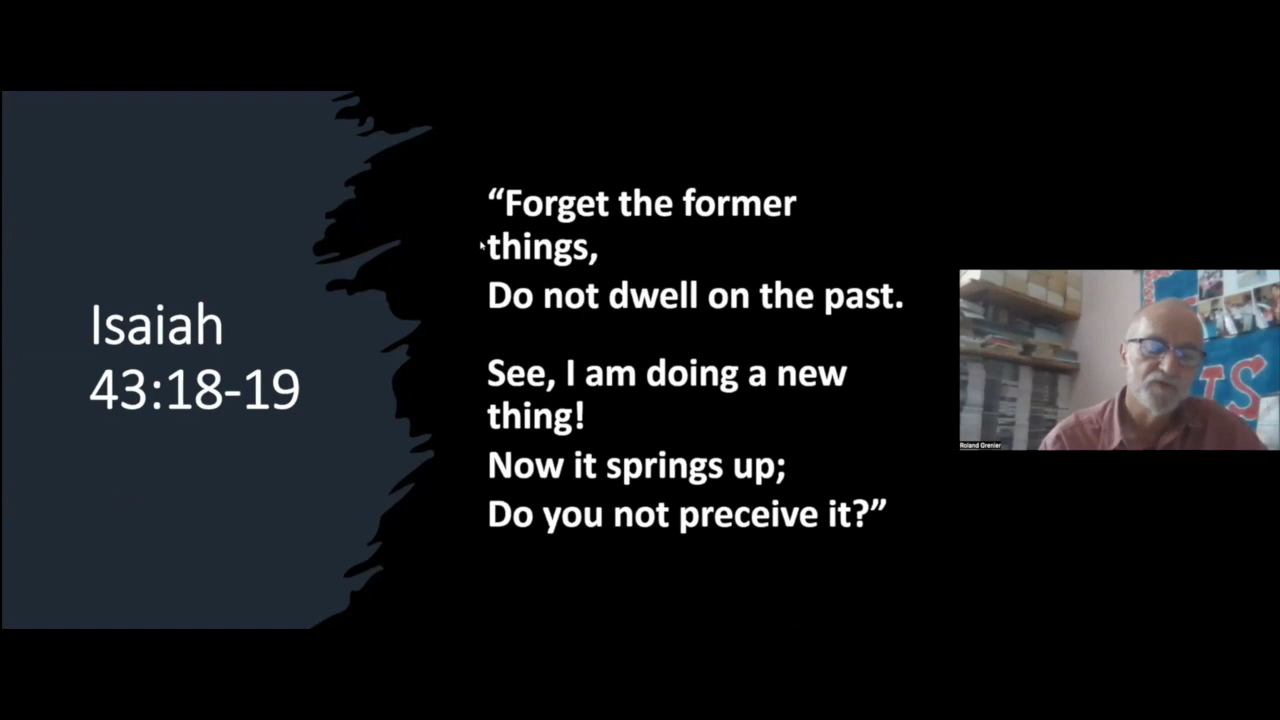 Isaiah
43:18-19
“Forget the former
things,
Do not dwell on the past.
See, I am doing a new
thing!
Now it springs up;
Do you not preceive it?”
Roland Grenier
IS